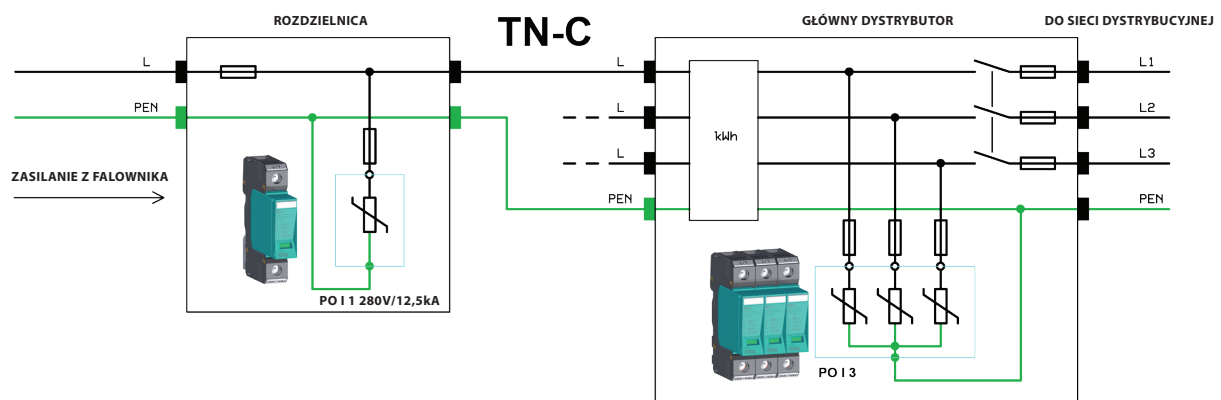 ROZDZIELNICA
TN-C
GŁÓWNY DYSTRYBUTOR
DO SIECI DYSTRYBUCYJNEJ
L
L
L1
PEN
L
L2
kWh
L
L3
ZASILANIE Z FALOWNIKA
PEN
PEN
PO I 1 280V/12,5kA
PO I 3